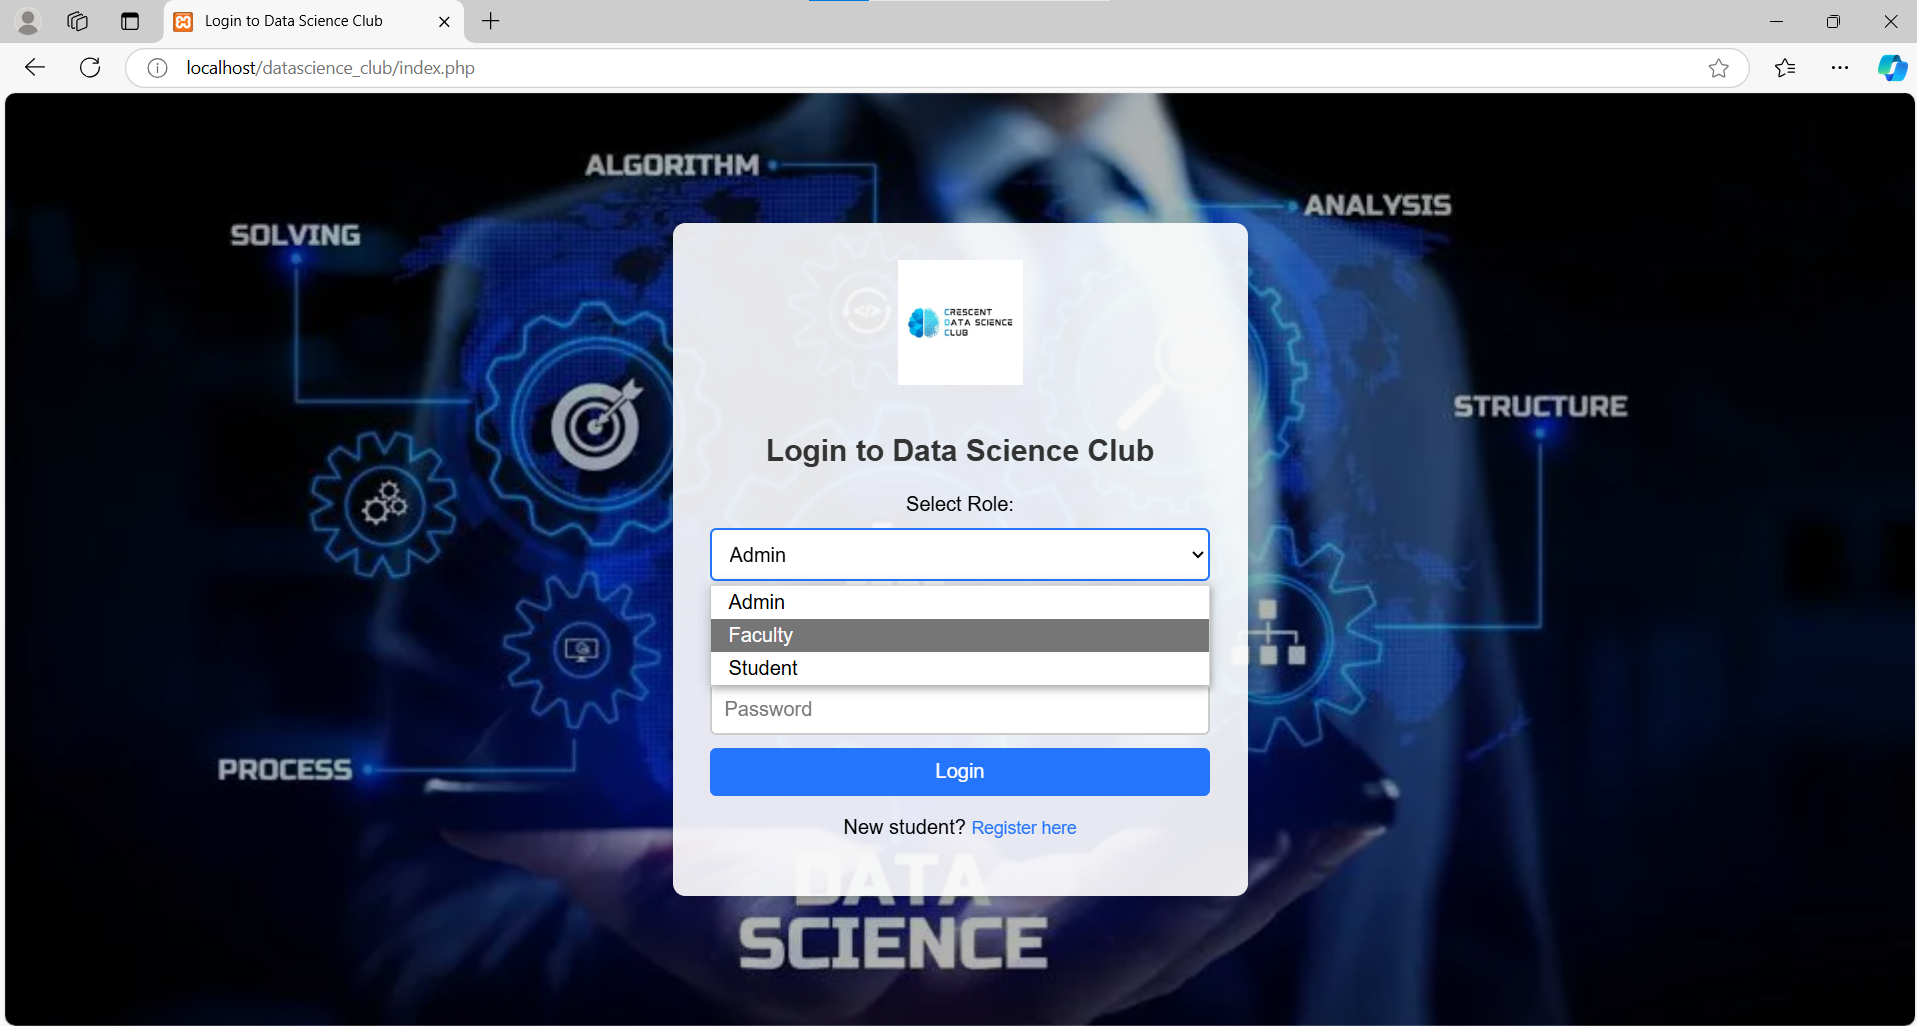 Login to Data Science Club
localhost/datascience_club/index.php
ALGORITHM
ANALYSIS
SOLVING
CRESCENT
DATA SCIENCE
CLUB
STRUCTURE
Login to Data Science Club
Select Role:
Admin
Admin
Faculty
Student
Password
Login
PROCESS
New student? Register here
DATA
SCIENCE